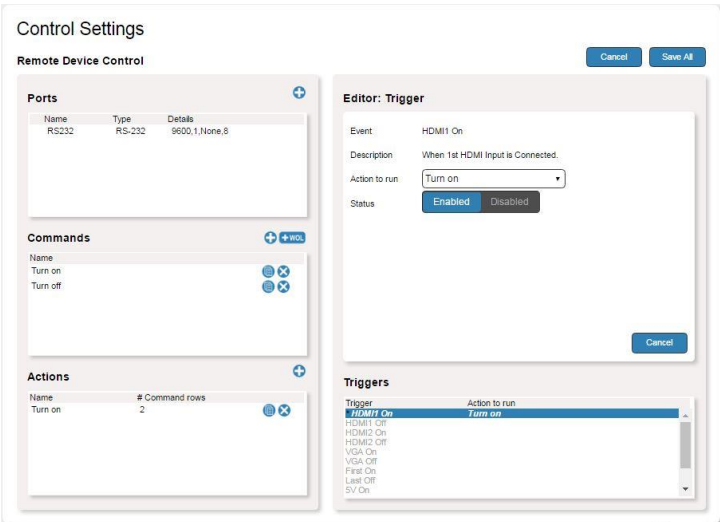 Control Settings
Remote Device Control
Cancel Save All
Ports
Name Type Details
RS232 RS-232 9600,1,None,8
Commands
+WOL
Name
Turn on
Turn off
Actions
Name # Command rows
Turn on 2
Editor: Trigger
Event HDMI1 On
Description When 1st HDMI Input is Connected.
Action to run Turn on
Status Enabled Disabled
Cancel
Triggers
Trigger Action to run
* HDMI1 On Turn on
HDMI1 Off
HDMI2 On
HDMI2 Off
VGA On
VGA Off
First On
Last Off
5V On